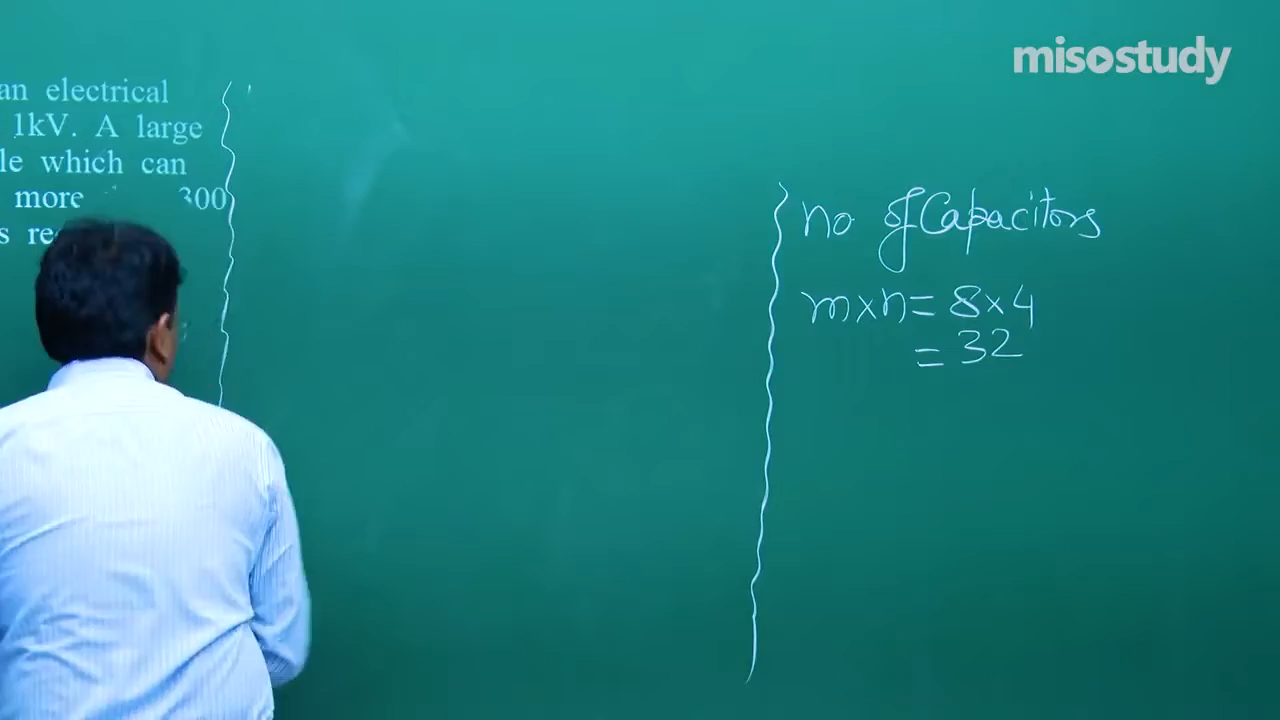 misostudy
an electrical
1kV. A large
le which can
more 300
s re
no of Capacitors
m×n= 8×4
= 32